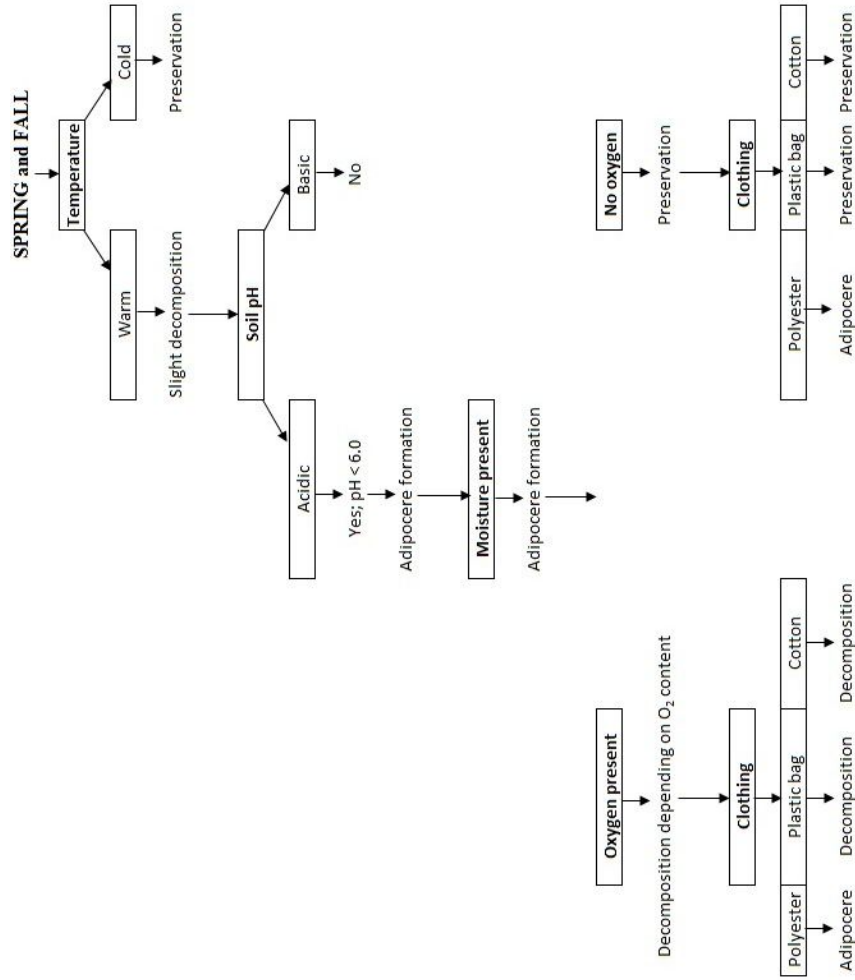 SPRING and FALL
Temperature
Warm
Cold
Slight decomposition
Preservation
Soil pH
Acidic
Basic
Yes; pH < 6.0
No
Adipocere formation
Moisture present
Adipocere formation
Oxygen present
No oxygen
Decomposition depending on O₂ content
Preservation
Clothing
Clothing
Polyester
Plastic bag
Cotton
Polyester
Plastic bag
Cotton
Adipocere
Decomposition
Decomposition
Adipocere
Preservation
Preservation